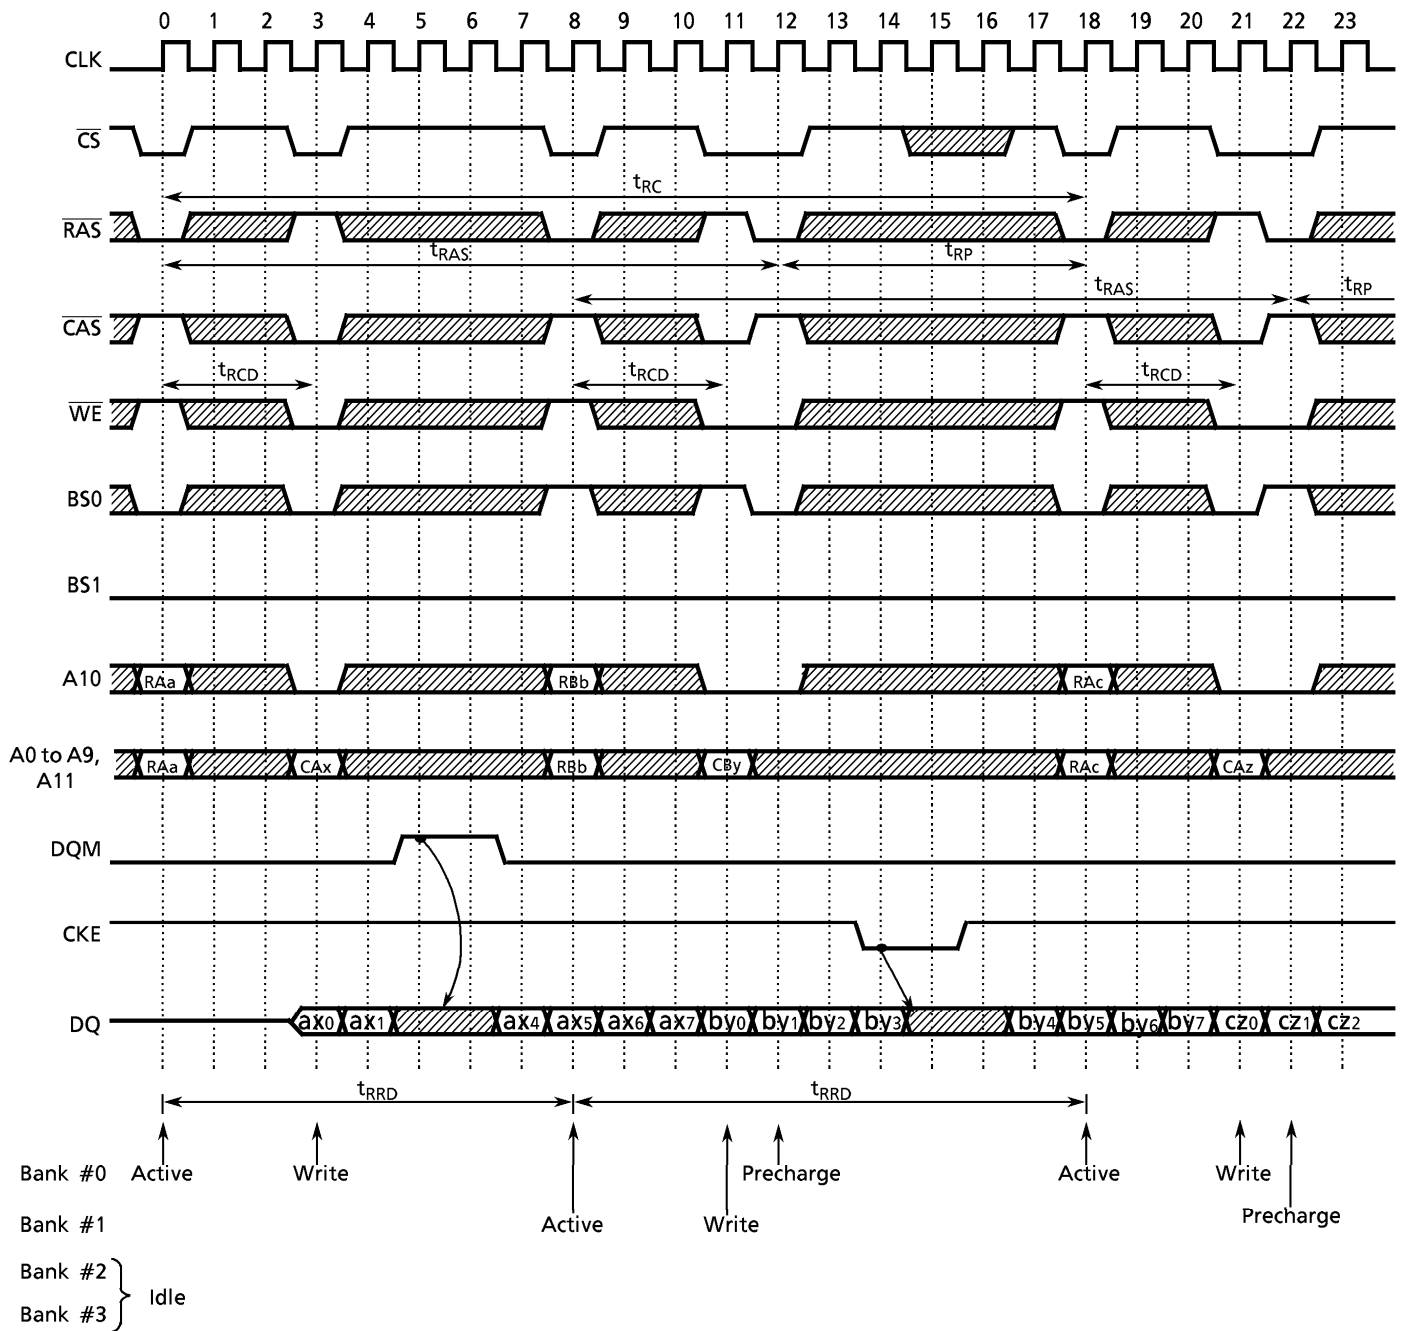 0 1 2 3 4 5 6 7 8 9 10 11 12 13 14 15 16 17 18 19 20 21 22 23
CLK
CS
tRC
RAS
tRAS tRP
tRAS tRP
CAS
tRCD tRCD tRCD
WE
BS0
BS1
A10 RAa RBb RAc
A0 to A9,
A11
RAa CAx RBb CBy RAc CAz
DQM
CKE
DQ ax0 ax1 ax4 ax5 ax6 ax7 by0 by1 by2 by3 by4 by5 by6 by7 cz0 cz1 cz2
tRRD tRRD
Bank #0 Active Write Precharge Active Write
Precharge
Bank #1 Active Write
Bank #2
Idle
Bank #3